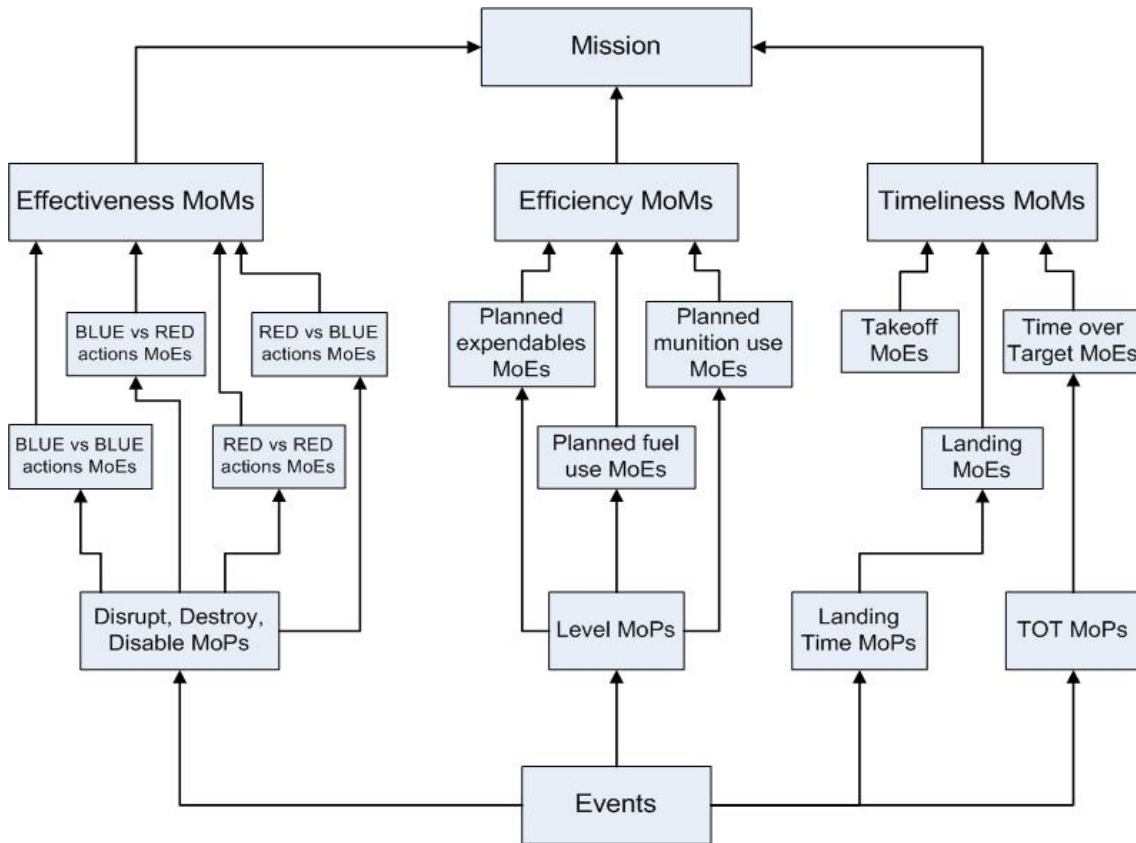 Mission
Effectiveness MoMs
Efficiency MoMs
Timeliness MoMs
BLUE vs RED
actions MoEs
RED vs BLUE
actions MoEs
Planned
expendables
MoEs
Planned
munition use
MoEs
Takeoff
MoEs
Time over
Target MoEs
BLUE vs BLUE
actions MoEs
RED vs RED
actions MoEs
Planned fuel
use MoEs
Landing
MoEs
Disrupt, Destroy,
Disable MoPs
Level MoPs
Landing
Time MoPs
TOT MoPs
Events